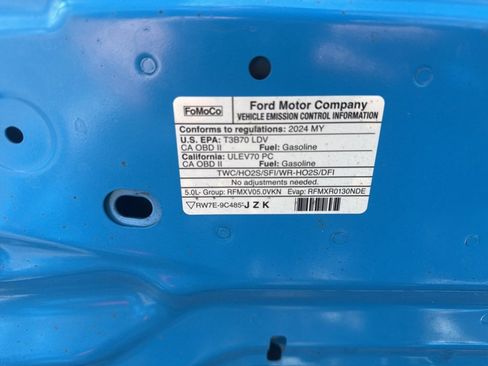 FoMoCo
Ford Motor Company
VEHICLE EMISSION CONTROL INFORMATION
Conforms to regulations: 2024 MY
U.S. EPA: T3B70 LDV
CA OBD II Fuel: Gasoline
California: ULEV70 PC
CA OBD II Fuel: Gasoline
TWC/HO2S/SFI/WR-HO2S/DFI
No adjustments needed.
5.0L- Group: RFMXV05.0VKN Evap: RFMXR0130NDE
RW7E-9C485- J Z K